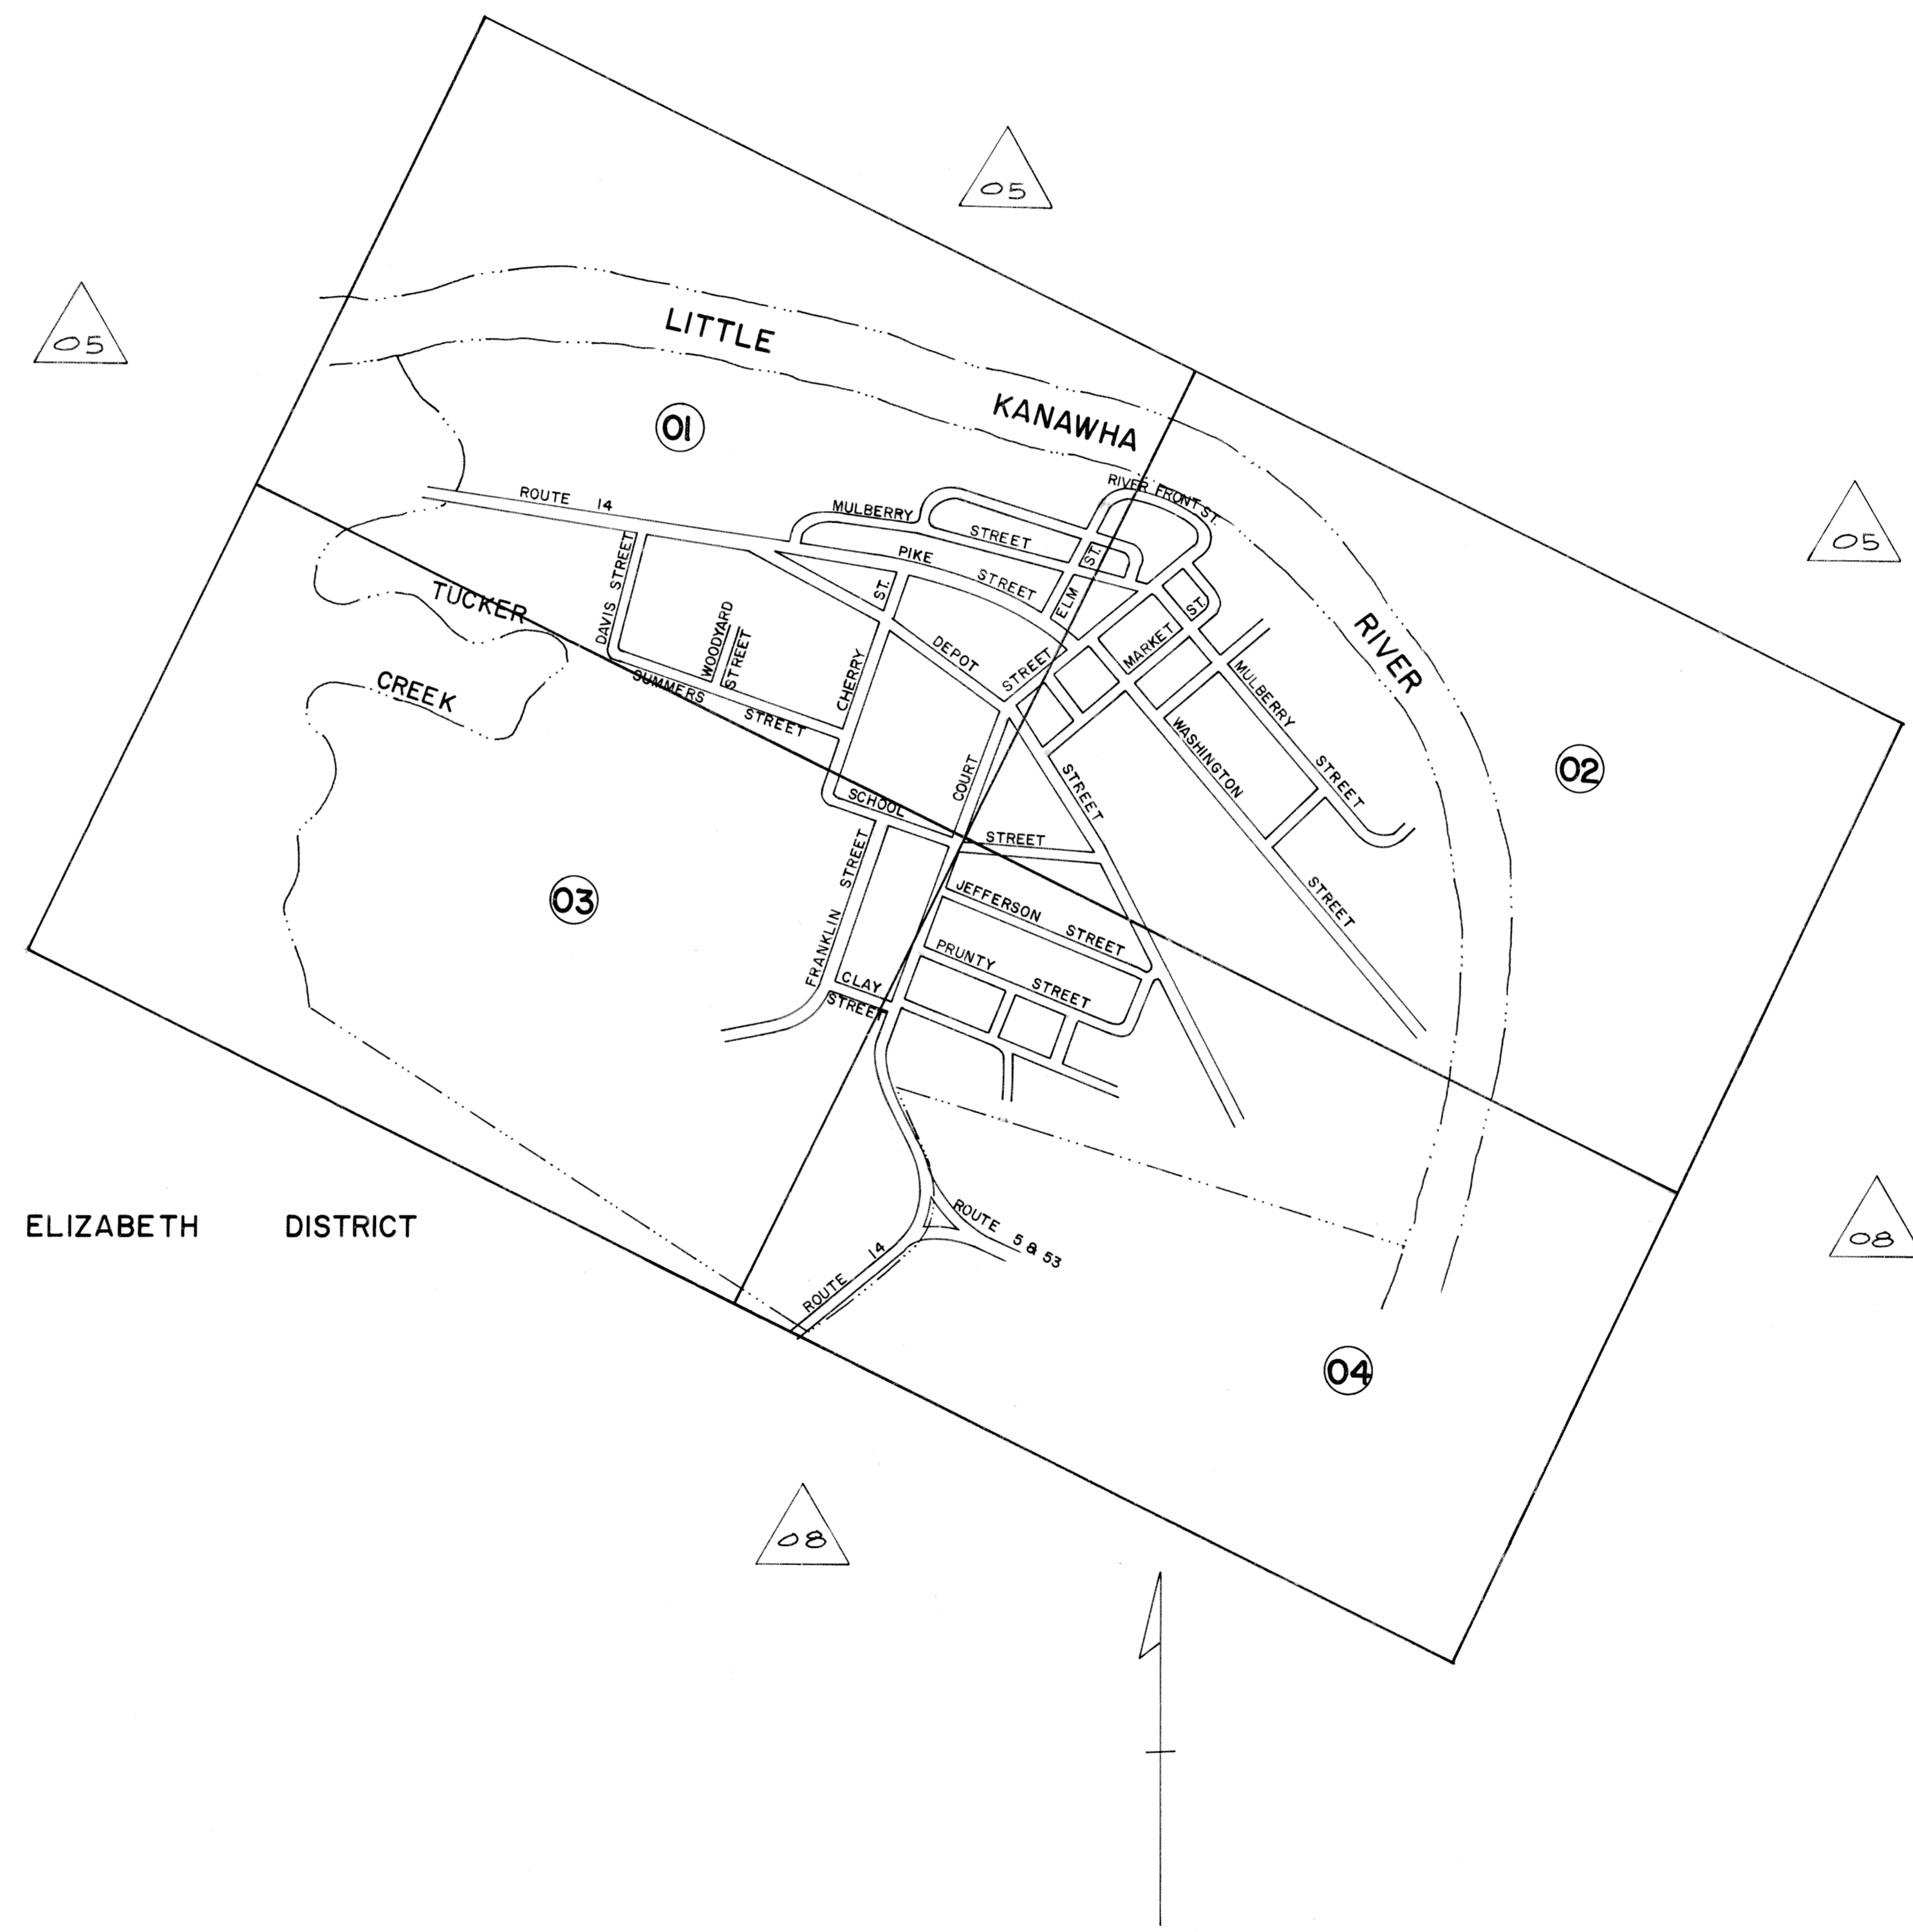 05
05
LITTLE
KANAWHA
RIVER
01
ROUTE 14
MULBERRY STREET
RIVER FRONT ST.
05
PIKE STREET
ELM ST.
ST.
ST.
TUCKER
CREEK
DAVIS STREET
WOODYARD
STREET
CHERRY
DEPOT STREET
MARKET
SUMMERS STREET
MULBERRY STREET
WASHINGTON STREET
02
COURT
STREET
SCHOOL STREET
03
FRANKLIN STREET
JEFFERSON STREET
PRUNTY STREET
CLAY
STREET
ELIZABETH DISTRICT
ROUTE 5 & 53
ROUTE 14
08
04
08